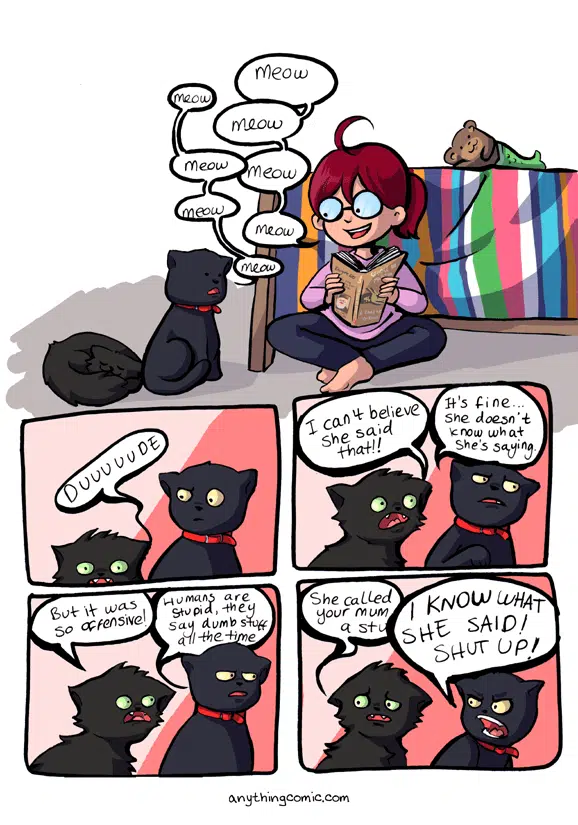 meow
meow
meow
meow
meow
meow
meow
meow
DUUUUUDE
I can't believe
she said
that!!
It's fine...
she doesn't
know what
she's saying.
But it was
so offensive!
Humans are
stupid, they
say dumb stuff
all the time
She called
your mum
a stu
I KNOW WHAT
SHE SAID!
SHUT UP!
anythingcomic.com